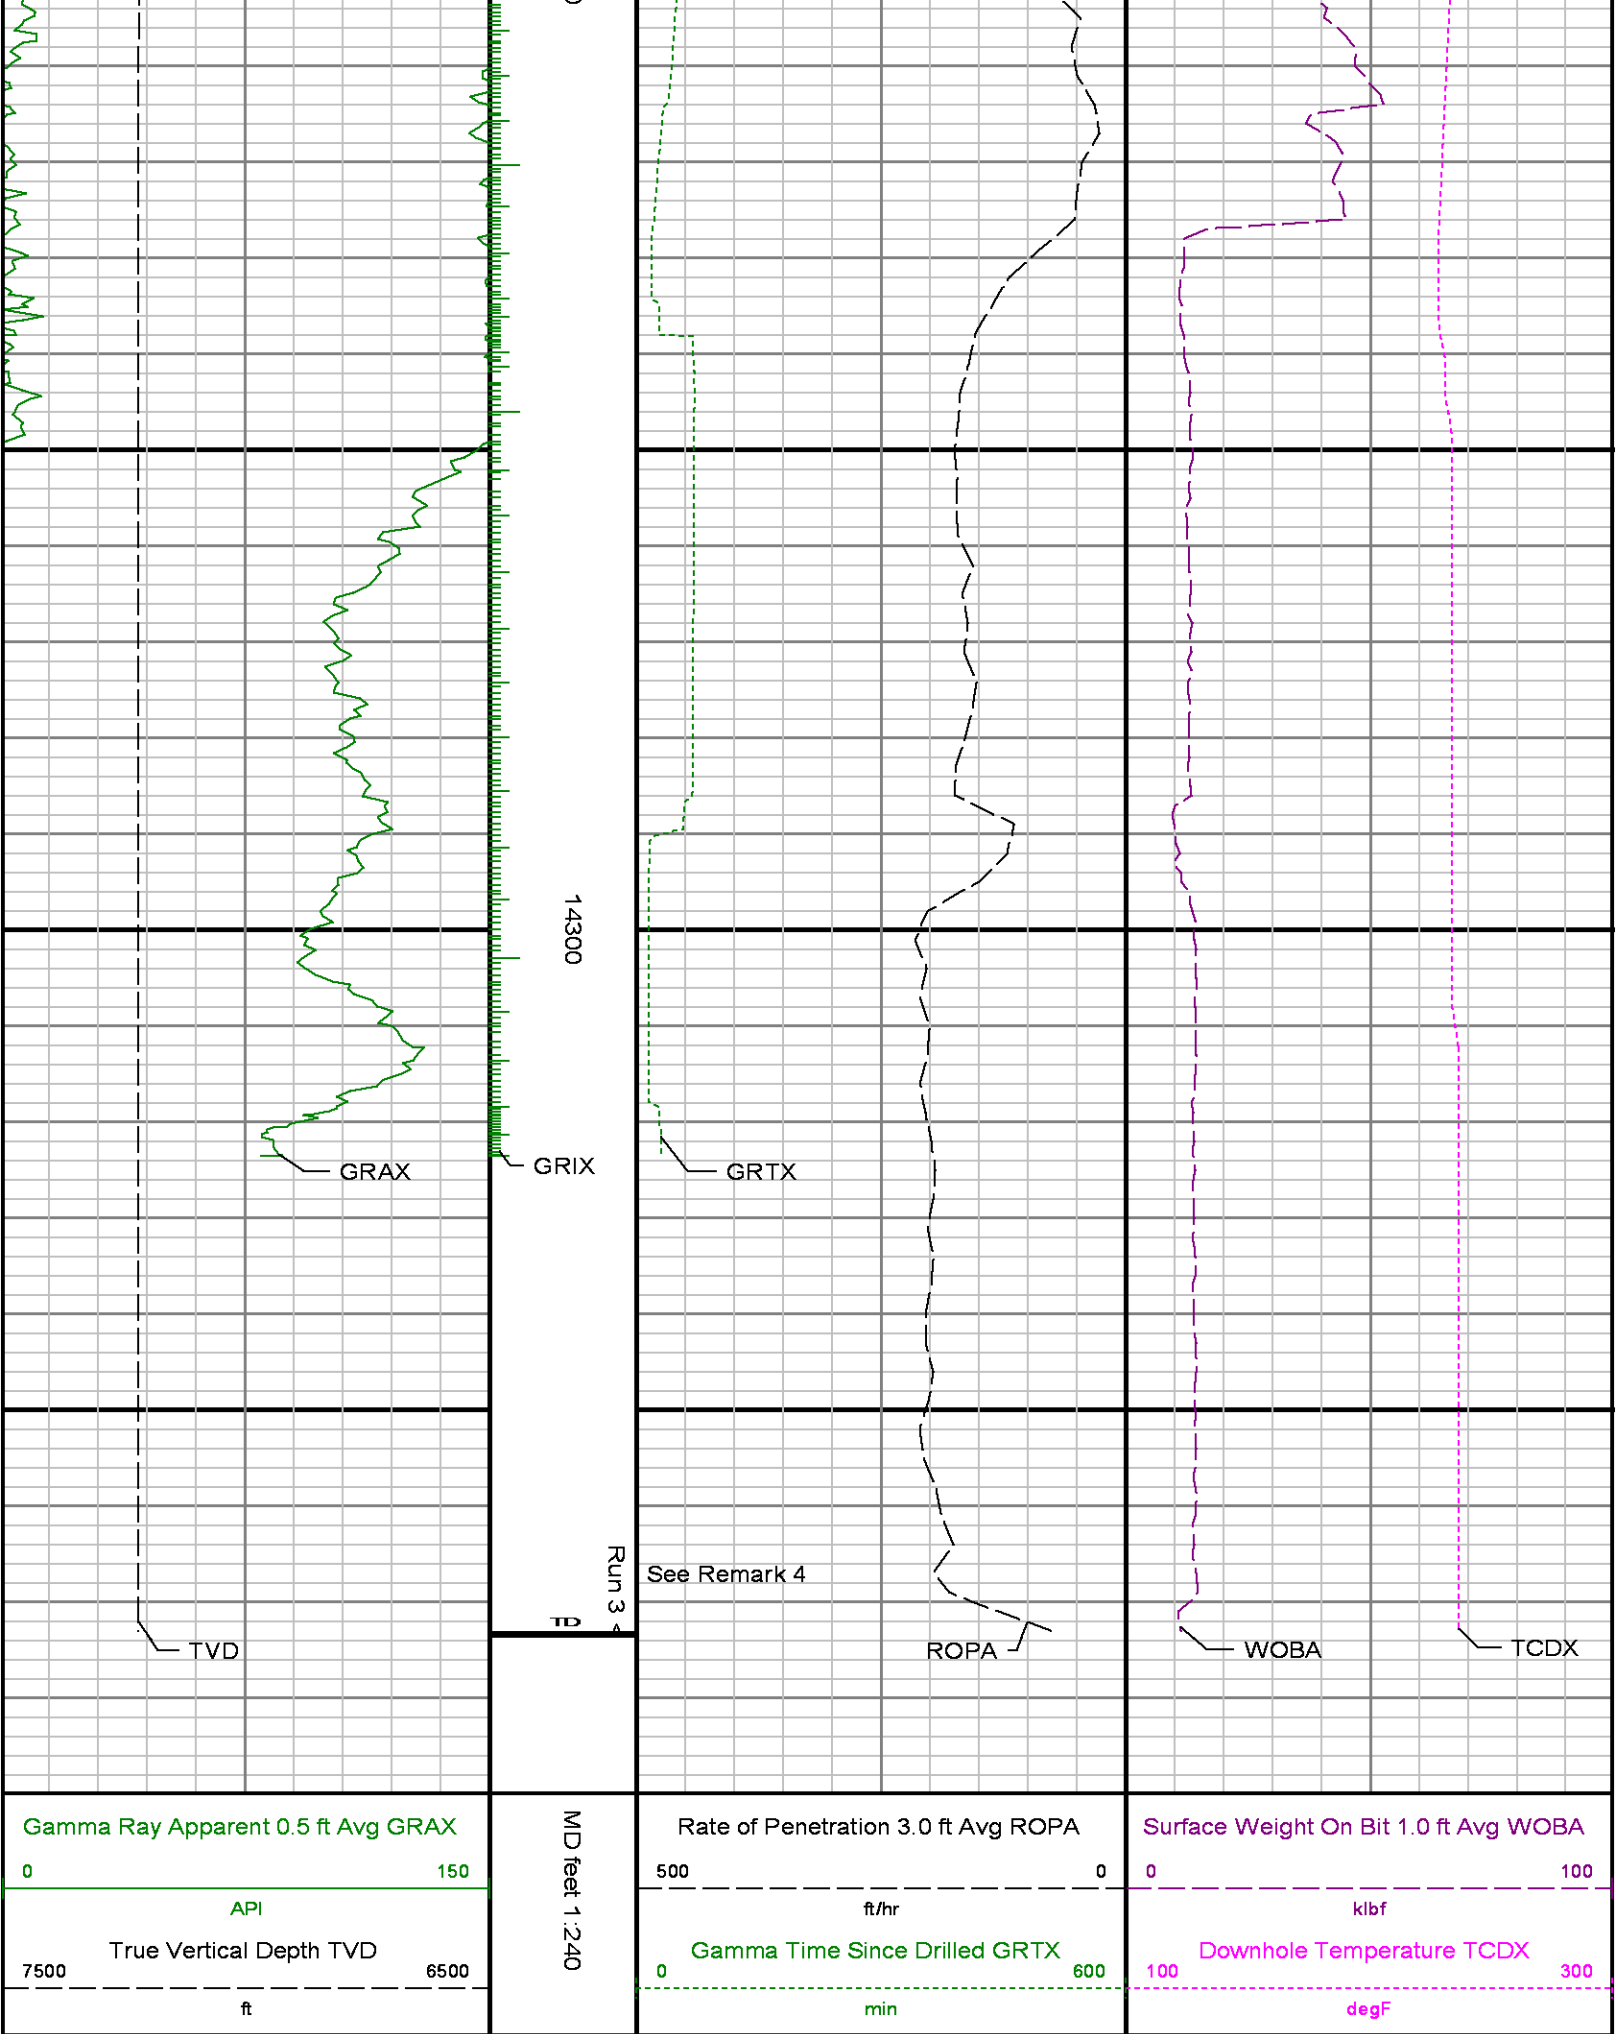 14300
GRAX
GRIX
GRTX
Run 3 <
See Remark 4
TD
TVD
ROPA
WOBA
TCDX
Gamma Ray Apparent 0.5 ft Avg GRAX
0 150
API
True Vertical Depth TVD
7500 6500
ft
MD feet 1:240
Rate of Penetration 3.0 ft Avg ROPA
500 0
ft/hr
Gamma Time Since Drilled GRTX
0 600
min
Surface Weight On Bit 1.0 ft Avg WOBA
0 100
klbf
Downhole Temperature TCDX
100 300
degF